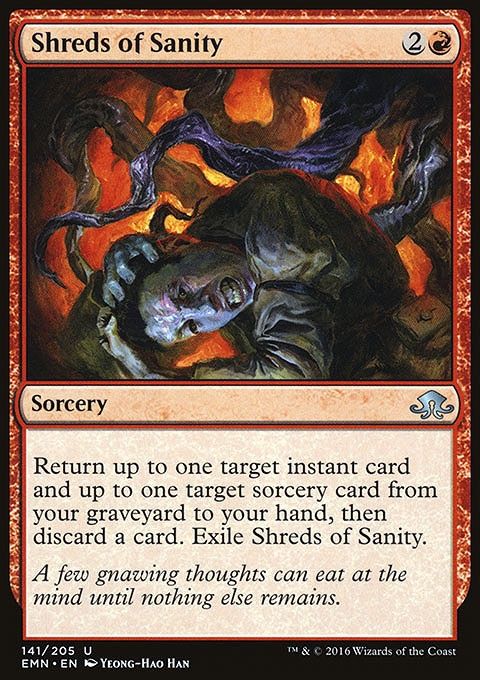 Shreds of Sanity 2
Sorcery
Return up to one target instant card
and up to one target sorcery card from
your graveyard to your hand, then
discard a card. Exile Shreds of Sanity.
A few gnawing thoughts can eat at the
mind until nothing else remains.
141/205 U
EMN • EN Yeong-Hao Han
™ & © 2016 Wizards of the Coast